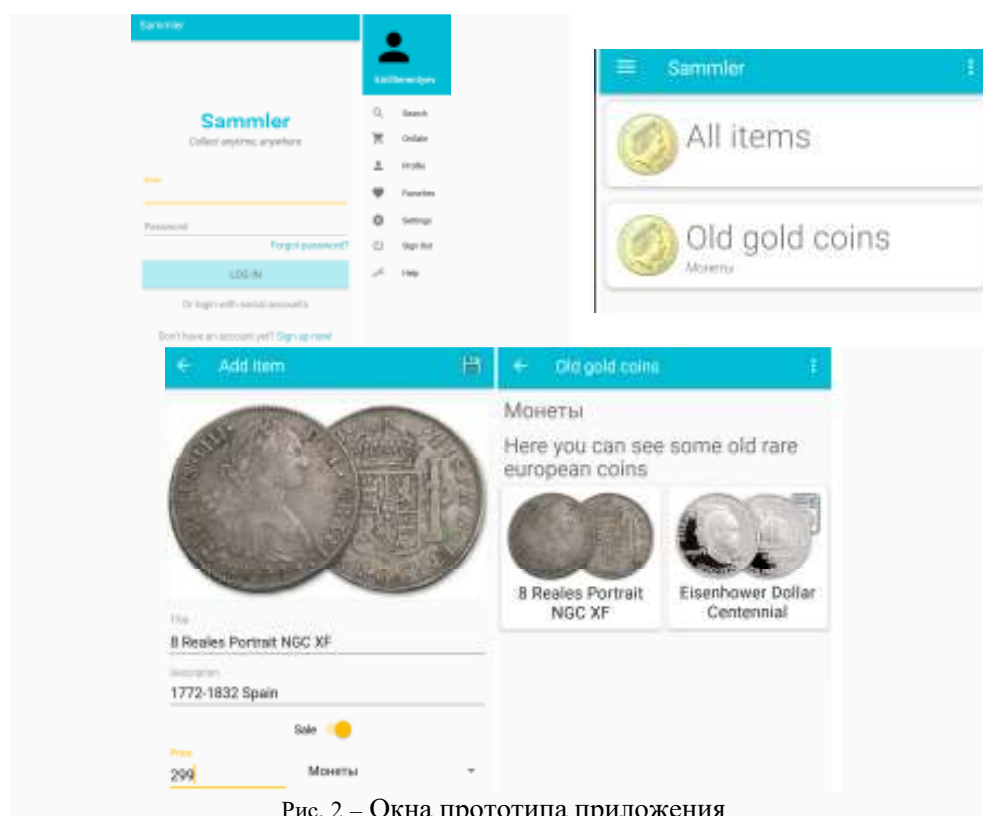 Sammler
Sammler
Collect anytime, anywhere
Password
Forgot password?
LOG IN
Or login with social accounts
Don't have an account yet? Sign up now!
Search
OnSale
Profile
Favorites
Settings
Sign Out
Help
Sammler
All items
Old gold coins
Монеты
Add item
Title
8 Reales Portrait NGC XF
Description
1772-1832 Spain
Sale
Price
299
Монеты
Old gold coins
Монеты
Here you can see some old rare
european coins
8 Reales Portrait
NGC XF
Eisenhower Dollar
Centennial
Рис. 2 – Окна прототипа приложения